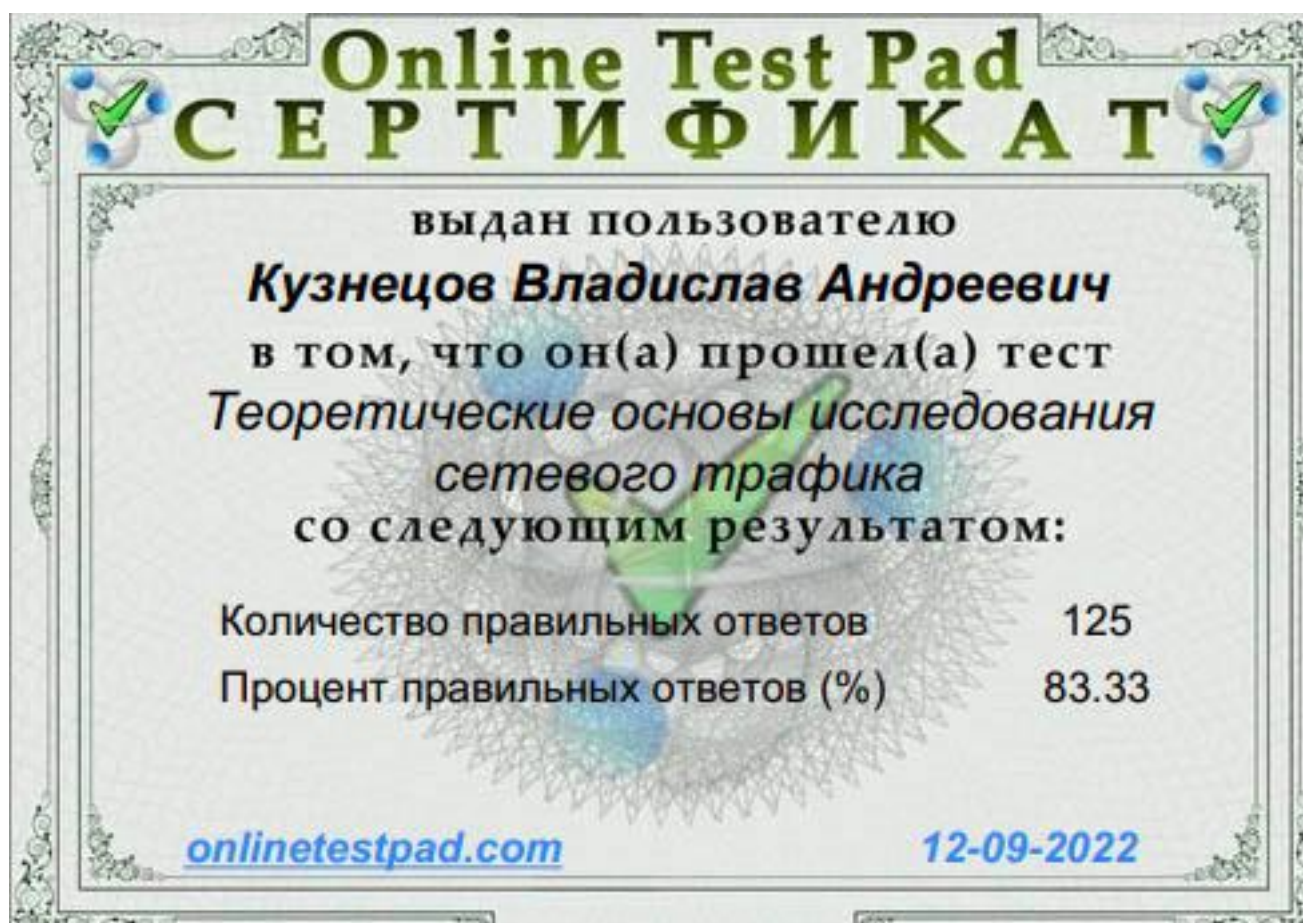 Online Test Pad
СЕРТИФИКАТ
выдан пользователю
Кузнецов Владислав Андреевич
в том, что он(а) прошел(а) тест
Теоретические основы исследования
сетевого трафика
со следующим результатом:
Количество правильных ответов 125
Процент правильных ответов (%) 83.33
onlinetestpad.com 12-09-2022